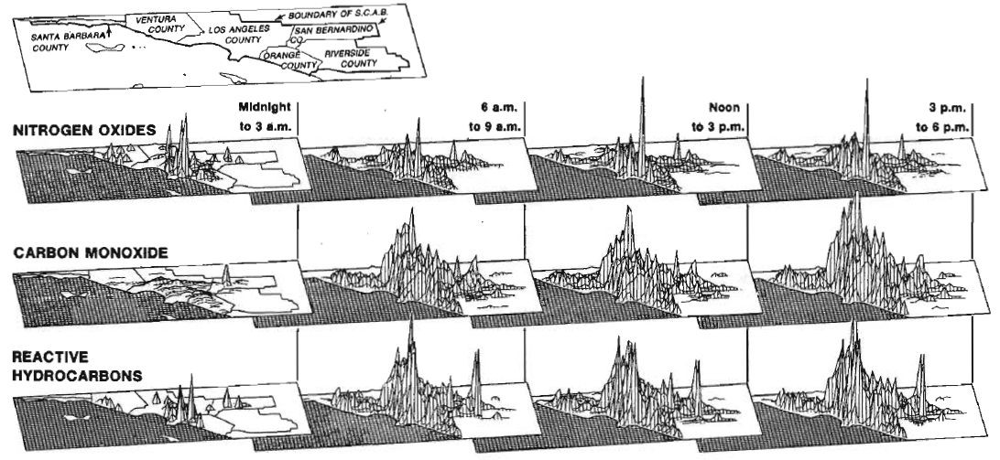 BOUNDARY OF S.C.A.B.
VENTURA
COUNTY
LOS ANGELES
COUNTY
SAN BERNARDINO
CO.
SANTA BARBARA
COUNTY
ORANGE
COUNTY
RIVERSIDE
COUNTY
Midnight
to 3 a.m.
6 a.m.
to 9 a.m.
Noon
to 3 p.m.
3 p.m.
to 6 p.m.
NITROGEN OXIDES
CARBON MONOXIDE
REACTIVE
HYDROCARBONS